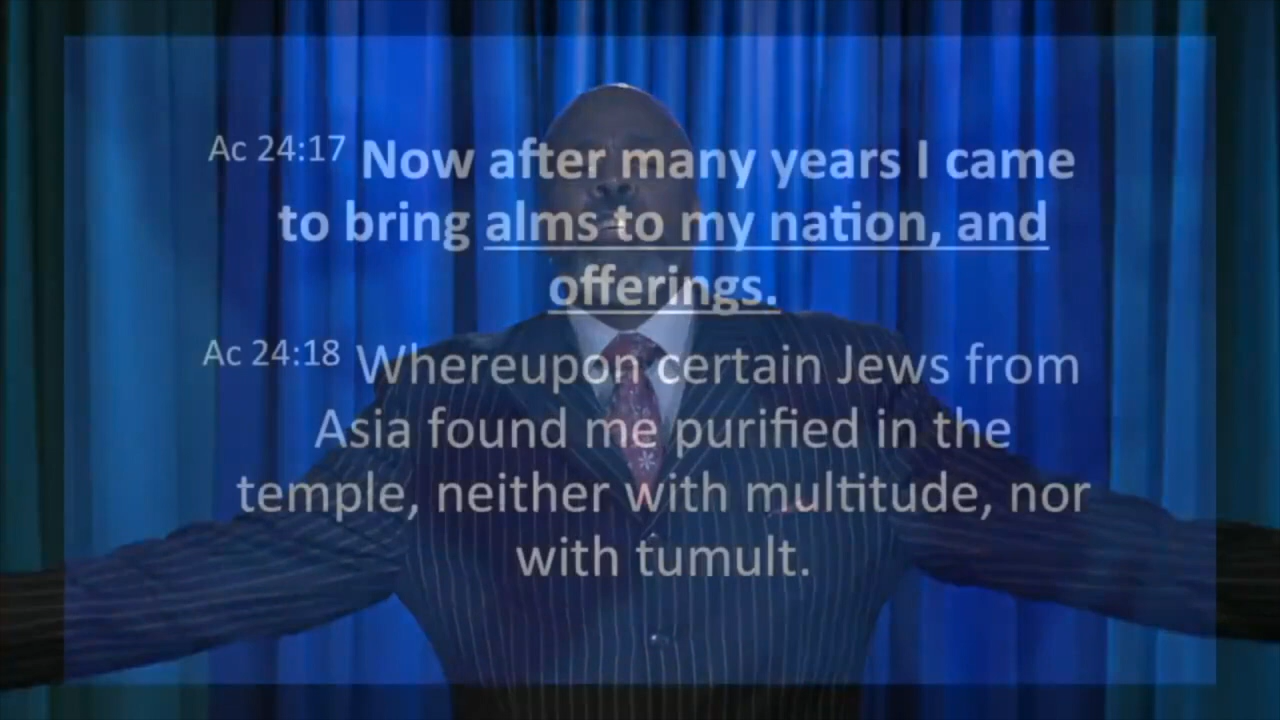 Ac 24:17 Now after many years I came
to bring alms to my nation, and
offerings.
Ac 24:18 Whereupon certain Jews from
Asia found me purified in the
temple, neither with multitude, nor
with tumult.